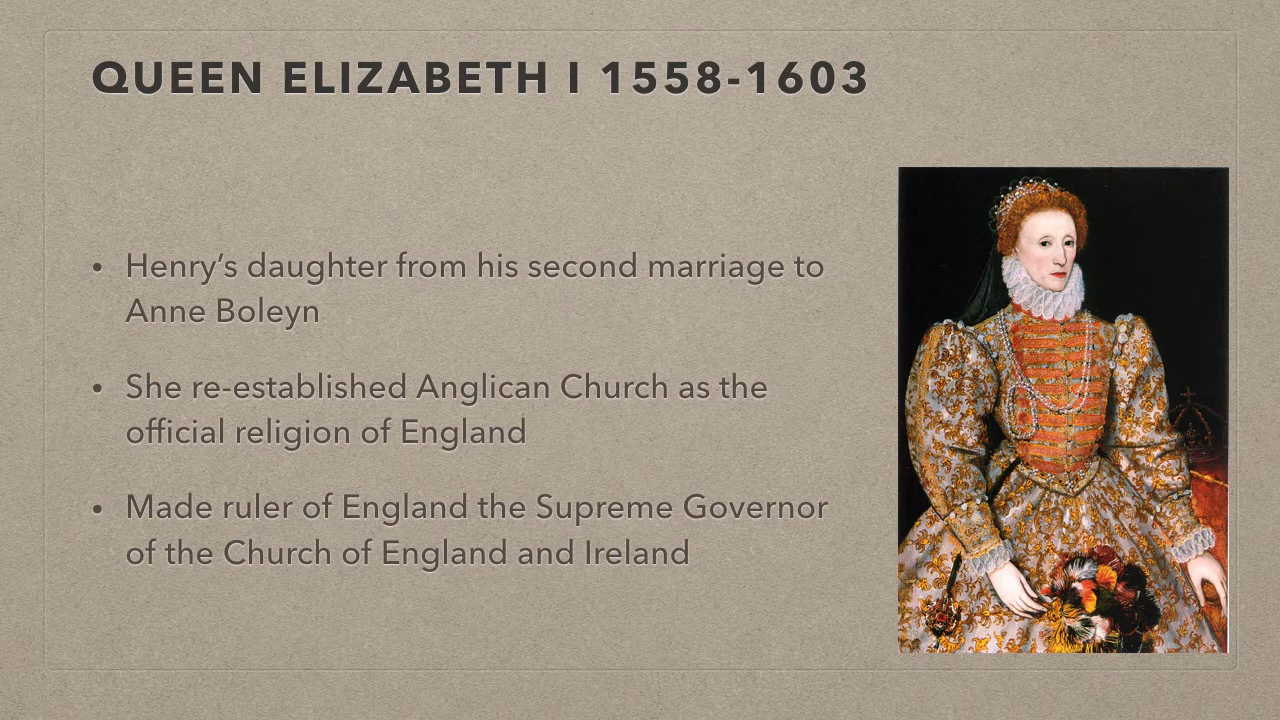 QUEEN ELIZABETH I 1558-1603
• Henry’s daughter from his second marriage to
Anne Boleyn
• She re-established Anglican Church as the
official religion of England
• Made ruler of England the Supreme Governor
of the Church of England and Ireland